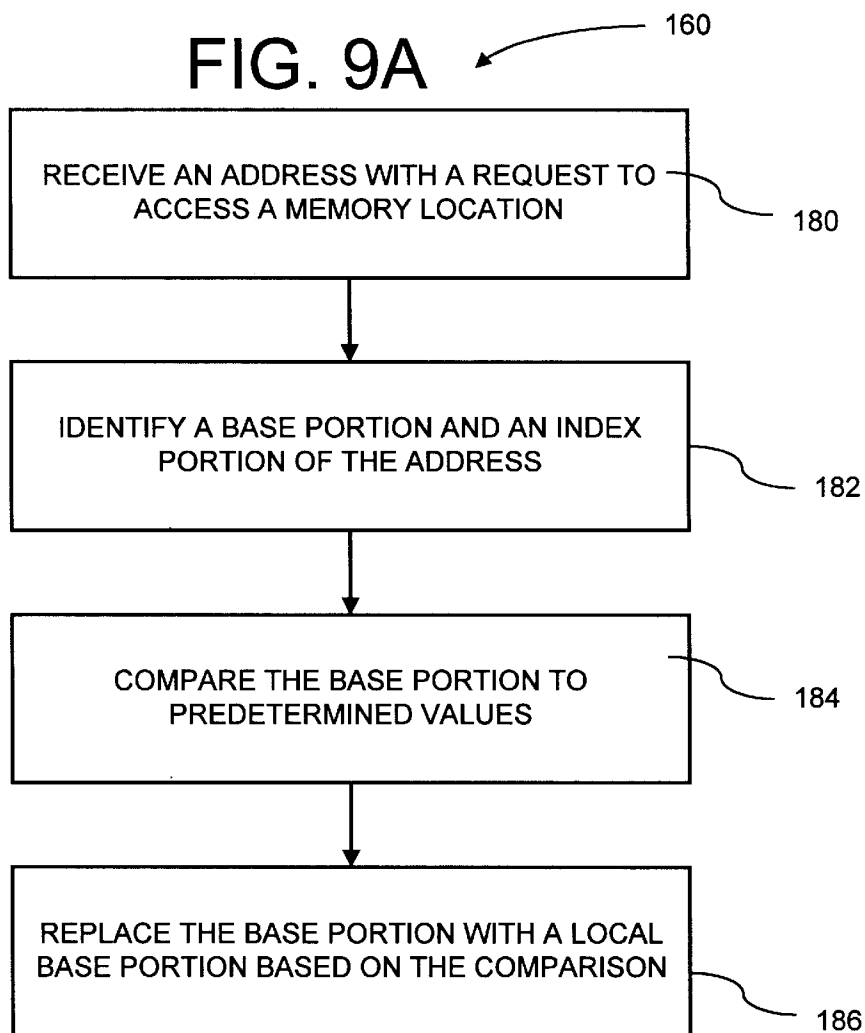 160
FIG. 9A
RECEIVE AN ADDRESS WITH A REQUEST TO
ACCESS A MEMORY LOCATION
180
IDENTIFY A BASE PORTION AND AN INDEX
PORTION OF THE ADDRESS
182
COMPARE THE BASE PORTION TO
PREDETERMINED VALUES
184
REPLACE THE BASE PORTION WITH A LOCAL
BASE PORTION BASED ON THE COMPARISON
186